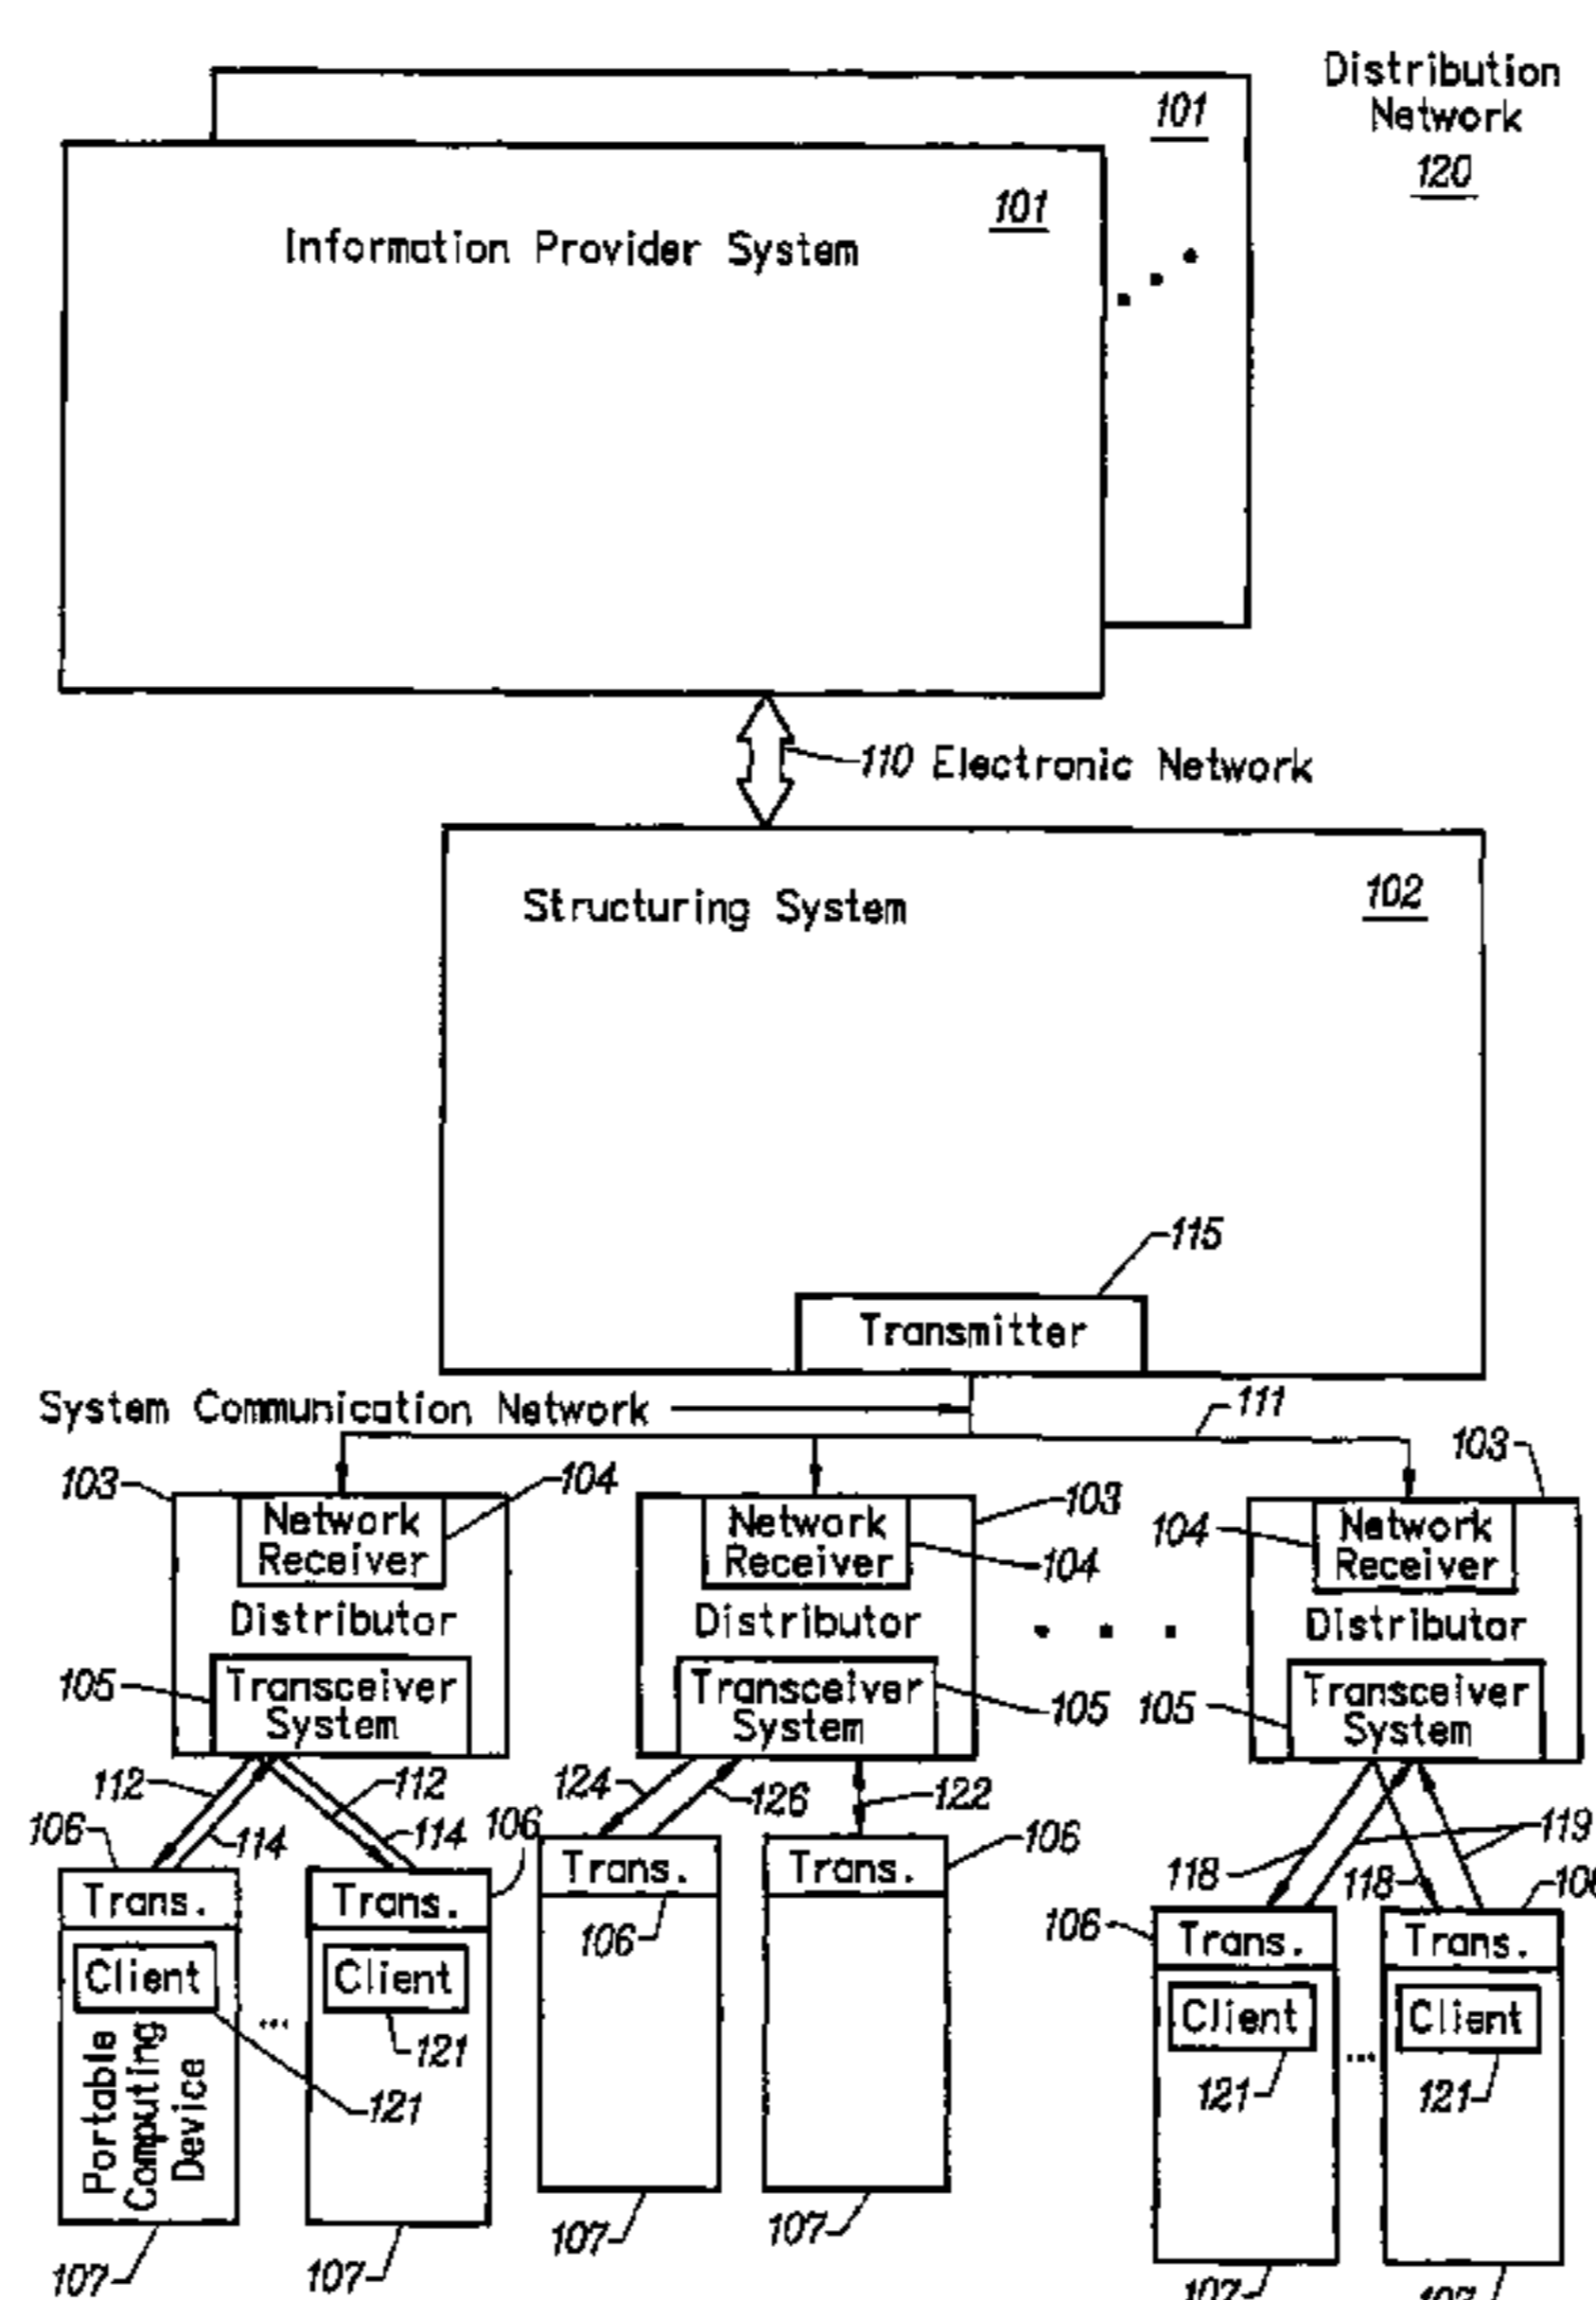 Distribution
Network
120
101
101
Information Provider System
110 Electronic Network
Structuring System
102
115
Transmitter
System Communication Network
111
103
103
103
104
104
104
Network
Receiver
Network
Receiver
Network
Receiver
Distributor
Distributor
. . .
Distributor
105
105
105
Transceiver
System
Transceiver
System
Transceiver
System
112
112
124
126
122
118
118
119
106
114
114
106
106
106
Trans.
Trans.
Trans.
Trans.
Trans.
Trans.
106
Client
Client
Client
Client
...
...
121
121
121
121
Portable
Computing
Device
107
107
107
107